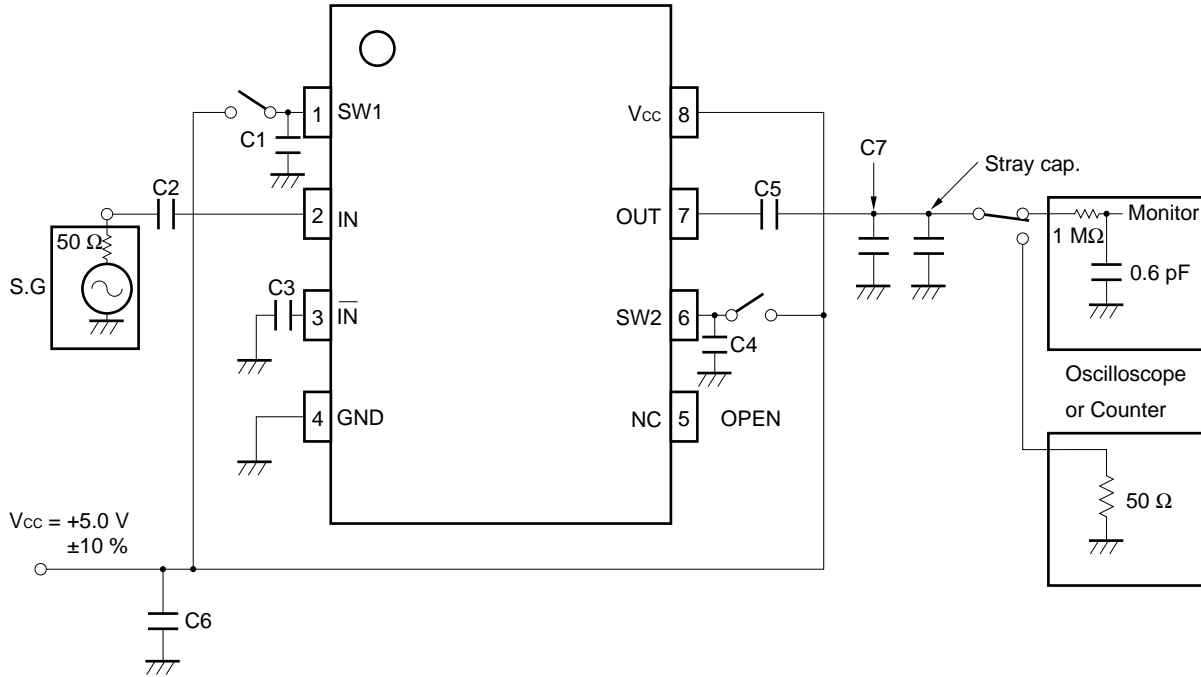 1 SW1
C1
C2
2 IN
50 Ω
S.G
C3
3 IN
4 GND
VCC = +5.0 V
±10 %
C6
VCC 8
C7
Stray cap.
C5
OUT 7
Monitor
1 MΩ
0.6 pF
SW2 6
C4
NC 5 OPEN
Oscilloscope
or Counter
50 Ω